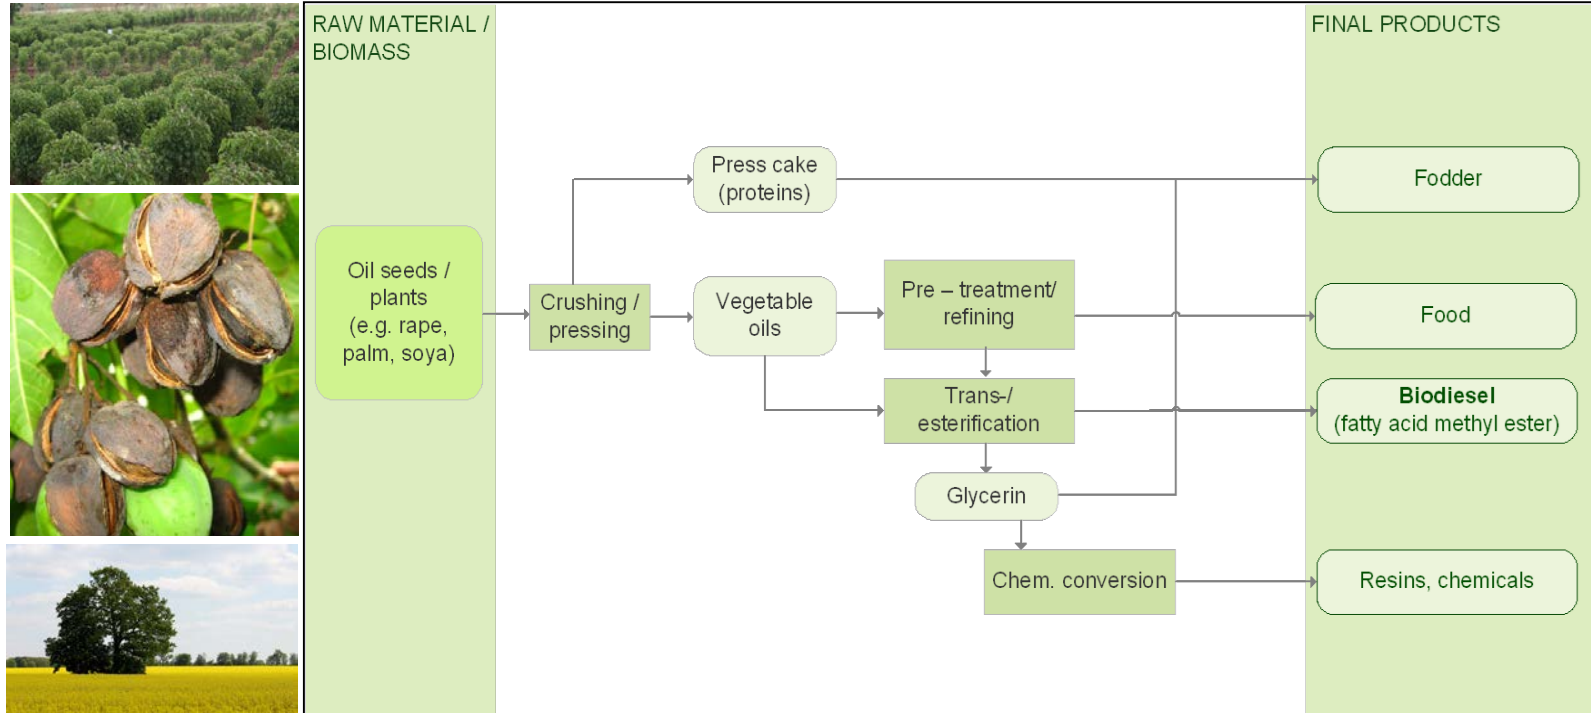 RAW MATERIAL /
BIOMASS
FINAL PRODUCTS
Press cake
(proteins)
Fodder
Oil seeds /
plants
(e.g. rape,
palm, soya)
Crushing /
pressing
Vegetable
oils
Pre – treatment/
refining
Food
Trans-/
esterification
Biodiesel
(fatty acid methyl ester)
Glycerin
Chem. conversion
Resins, chemicals